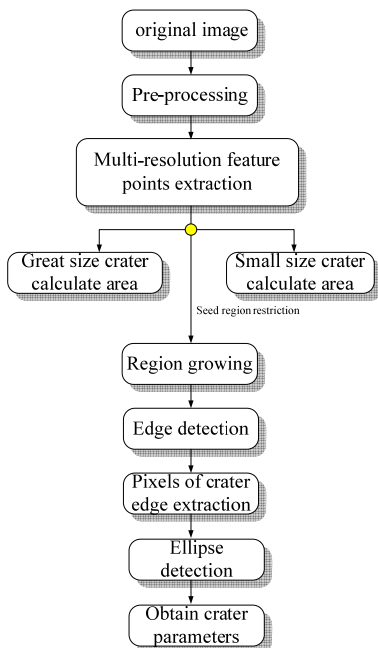 original image
Pre-processing
Multi-resolution feature
points extraction
Great size crater
calculate area
Small size crater
calculate area
Seed region restriction
Region growing
Edge detection
Pixels of crater
edge extraction
Ellipse
detection
Obtain crater
parameters